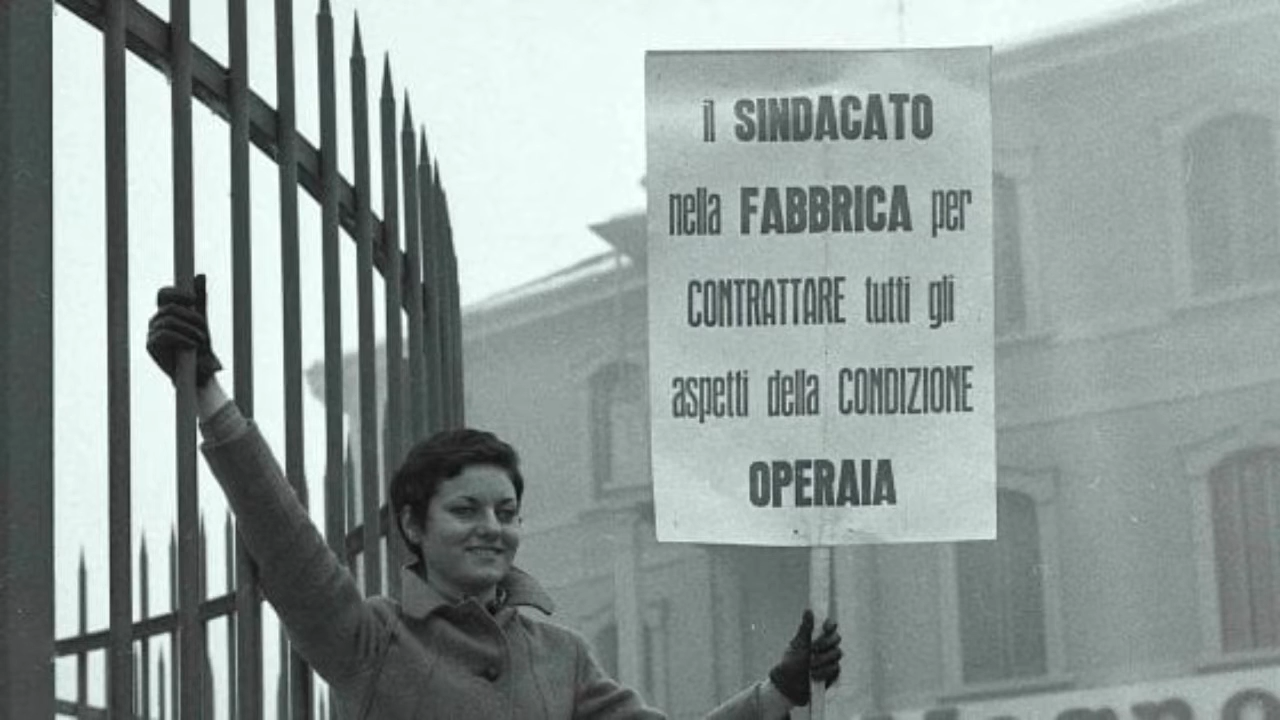 il SINDACATO
nella FABBRICA per
CONTRATTARE tutti gli
aspetti della CONDIZIONE
OPERAIA